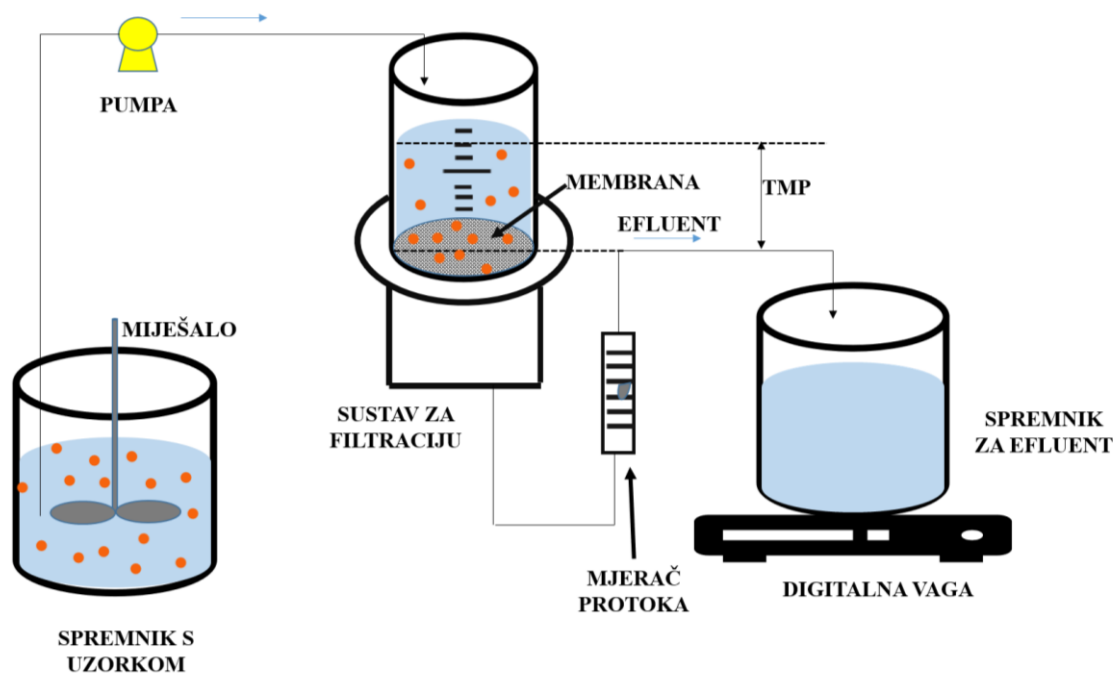 PUMPA
MEMBRANA
TMP
EFLUENT
MIJEŠALO
SUSTAV ZA
FILTRACIJU
SPREMNIK
ZA EFLUENT
MJERAČ
PROTOKA
DIGITALNA VAGA
SPREMNIK S
UZORKOM